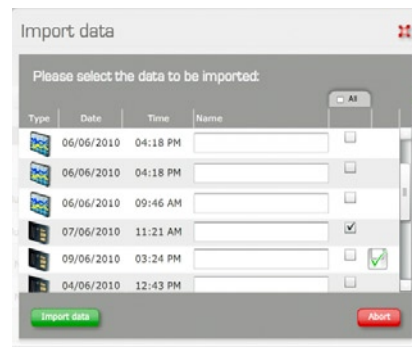 Import data
Please select the data to be imported:
All
Type Date Time Name
06/06/2010 04:18 PM
06/06/2010 04:18 PM
06/06/2010 09:46 AM
07/06/2010 11:21 AM
09/06/2010 03:24 PM
04/06/2010 12:43 PM
Import data Abort